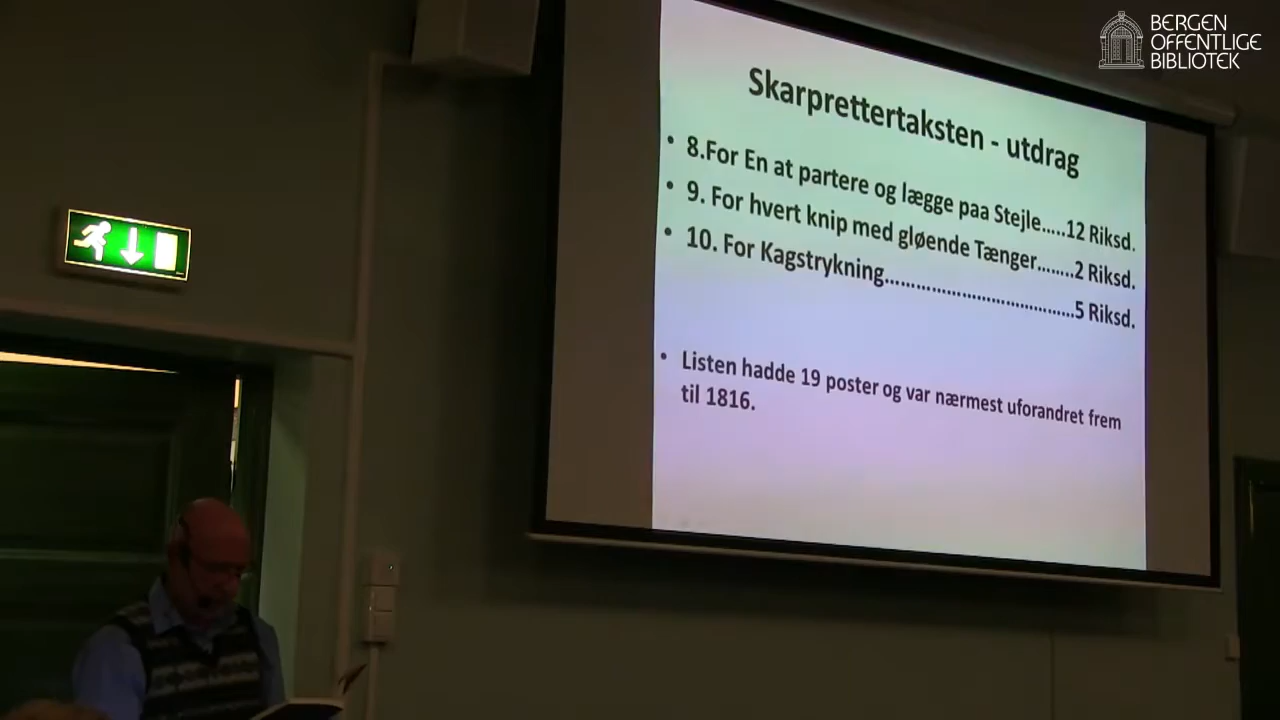 BERGEN
OFFENTLIGE
BIBLIOTEK
Skarprettertaksten - utdrag
• 8.For En at partere og lægge paa Stejle.....12 Riksd.
• 9. For hvert knip med gløende Tænger........2 Riksd.
• 10. For Kagstrykning....................................5 Riksd.
• Listen hadde 19 poster og var nærmest uforandret frem
til 1816.